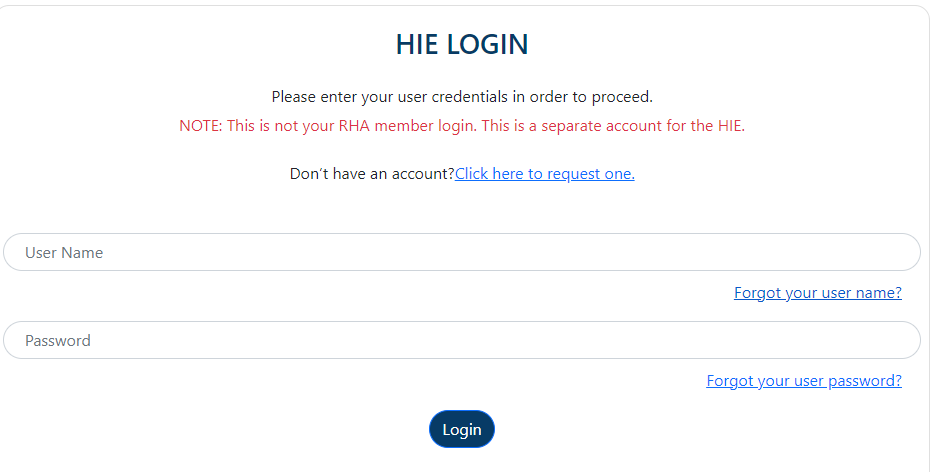 HIE LOGIN
Please enter your user credentials in order to proceed.
NOTE: This is not your RHA member login. This is a separate account for the HIE.
Don't have an account?Click here to request one.
User Name
Forgot your user name?
Password
Forgot your user password?
Login